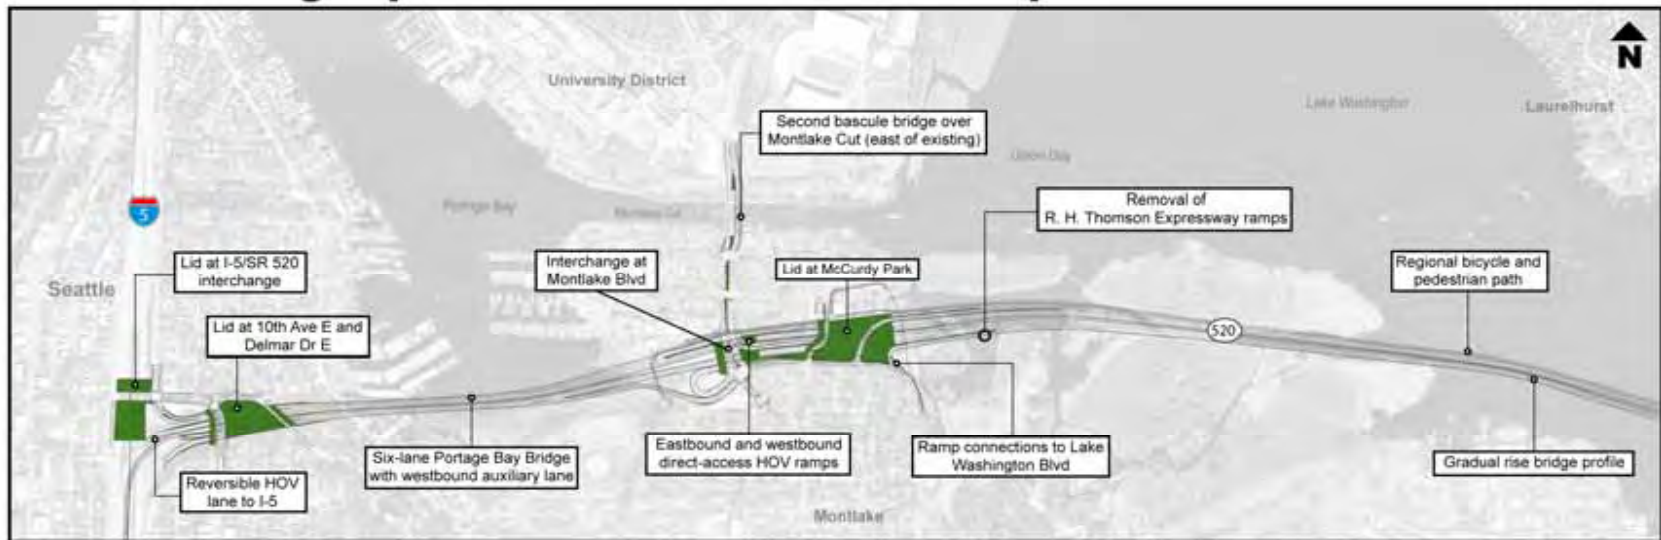 N
University District
Lake Washington
Laurelhurst
Second bascule bridge over
Montlake Cut (east of existing)
Union Bay
Removal of
R. H. Thomson Expressway ramps
5
Portage Bay
Montlake Cut
Lid at I-5/SR 520
interchange
Interchange at
Montlake Blvd
Lid at McCurdy Park
Regional bicycle and
pedestrian path
Seattle
Lid at 10th Ave E and
Delmar Dr E
520
Six-lane Portage Bay Bridge
with westbound auxiliary lane
Eastbound and westbound
direct-access HOV ramps
Ramp connections to Lake
Washington Blvd
Gradual rise bridge profile
Reversible HOV
lane to I-5
Montlake